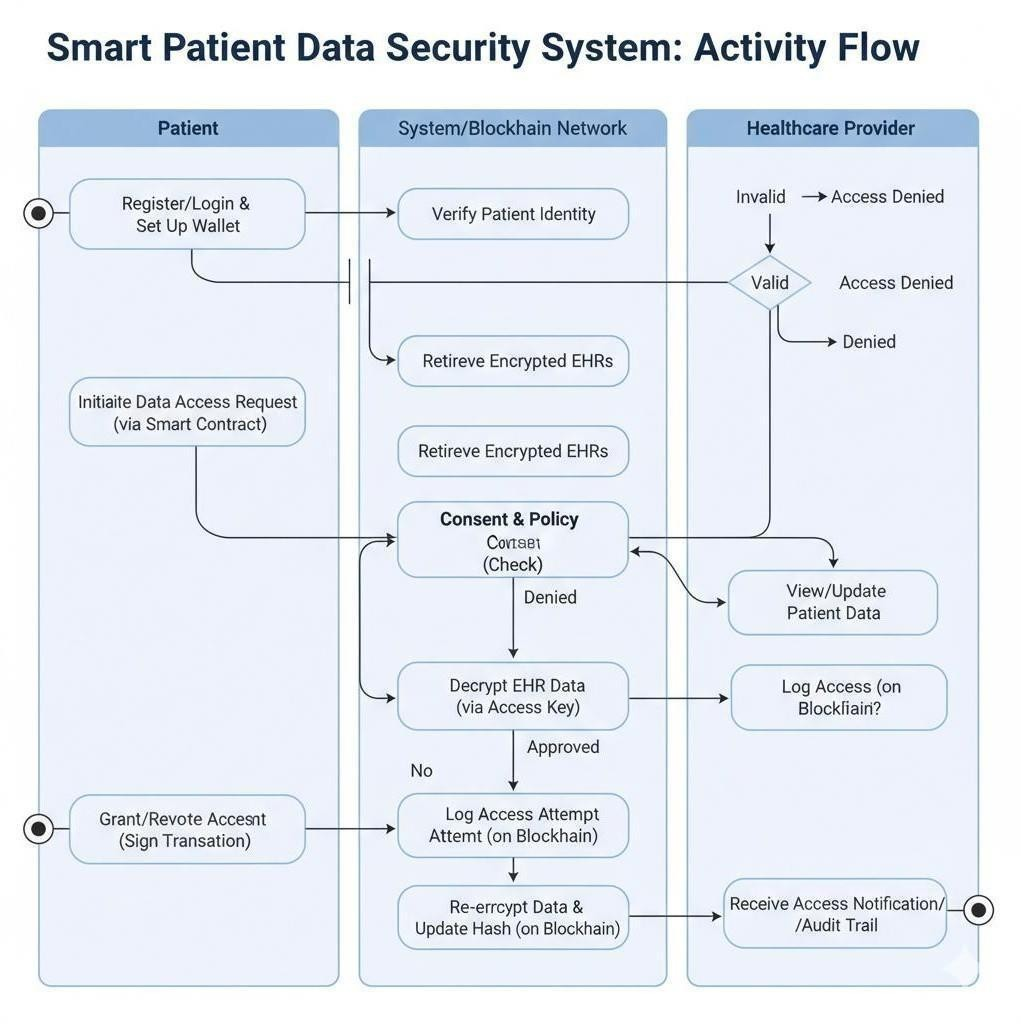 Smart Patient Data Security System: Activity Flow
Patient
System/Blockhain Network
Healthcare Provider
Register/Login &
Set Up Wallet
Verify Patient Identity
Invalid
Access Denied
Valid
Access Denied
Denied
Retireve Encrypted EHRs
Initiaite Data Access Request
(via Smart Contract)
Retireve Encrypted EHRs
Consent & Policy
(Check)
Denied
View/Update
Patient Data
Decrypt EHR Data
(via Access Key)
Log Access (on
Approved
No
Grant/Revote Accesnt
(Sign Transation)
Log Access Attempt
Attemt (on Blockhain)
Re-errcypt Data &
Update Hash (on Blockhain)
Receive Access Notification/
/Audit Trail